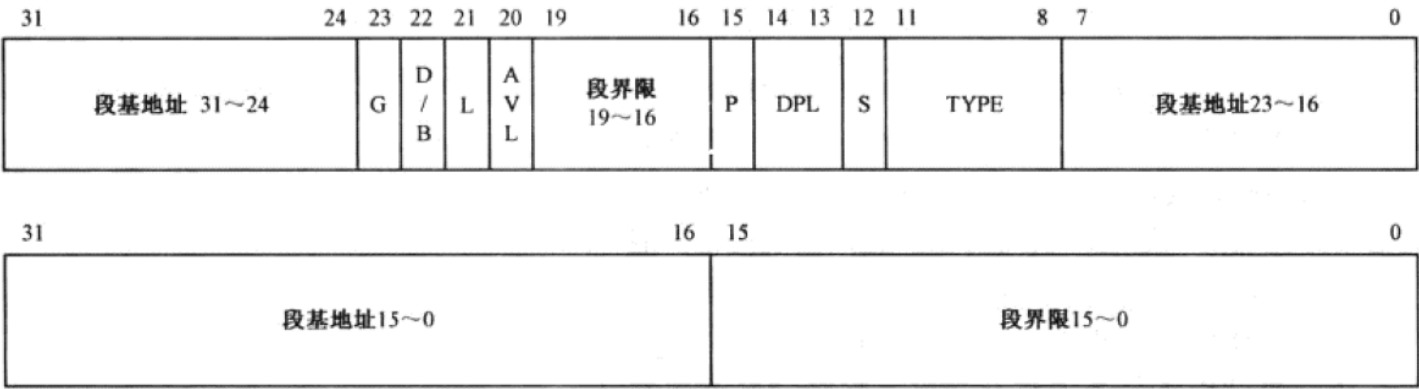 31 24 23 22 21 20 19 16 15 14 13 12 11 8 7 0
段基地址 31～24 G D/B L AVL 段界限 19～16 P DPL S TYPE 段基地址23～16
31 16 15 0
段基地址15～0 段界限15～0